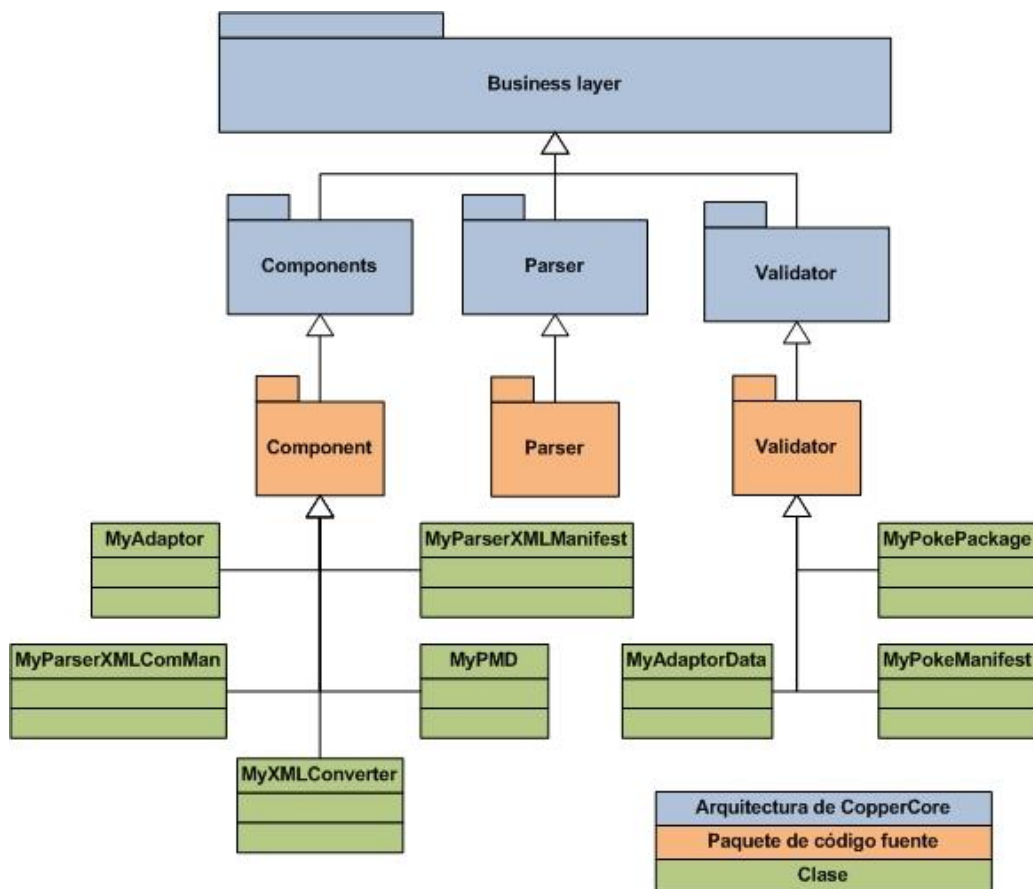 Business layer
Components
Parser
Validator
Component
Parser
Validator
MyAdaptor
MyParserXMLManifest
MyPokePackage
MyParserXMLComMan
MyPMD
MyAdaptorData
MyPokeManifest
MyXMLConverter
Arquitectura de CopperCore
Paquete de código fuente
Clase